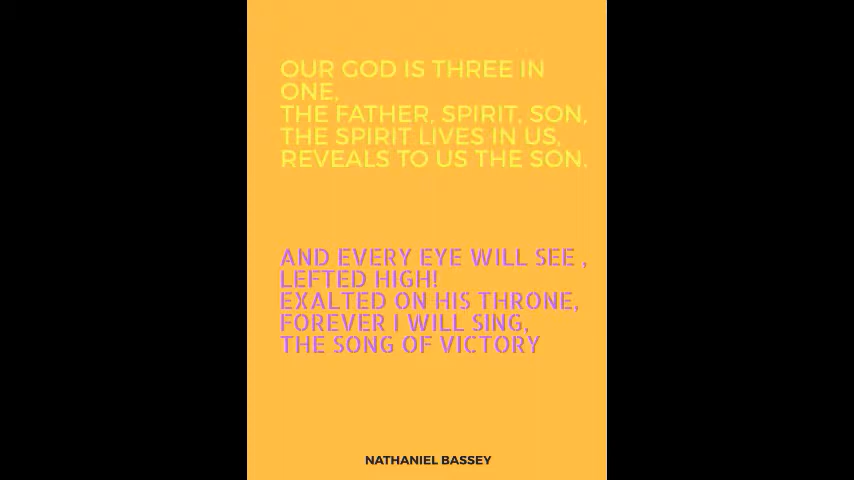 OUR GOD IS THREE IN
ONE,
THE FATHER, SPIRIT, SON,
THE SPIRIT LIVES IN US,
REVEALS TO US THE SON.
AND EVERY EYE WILL SEE ,
LEFTED HIGH!
EXALTED ON HIS THRONE,
FOREVER I WILL SING,
THE SONG OF VICTORY
NATHANIEL BASSEY